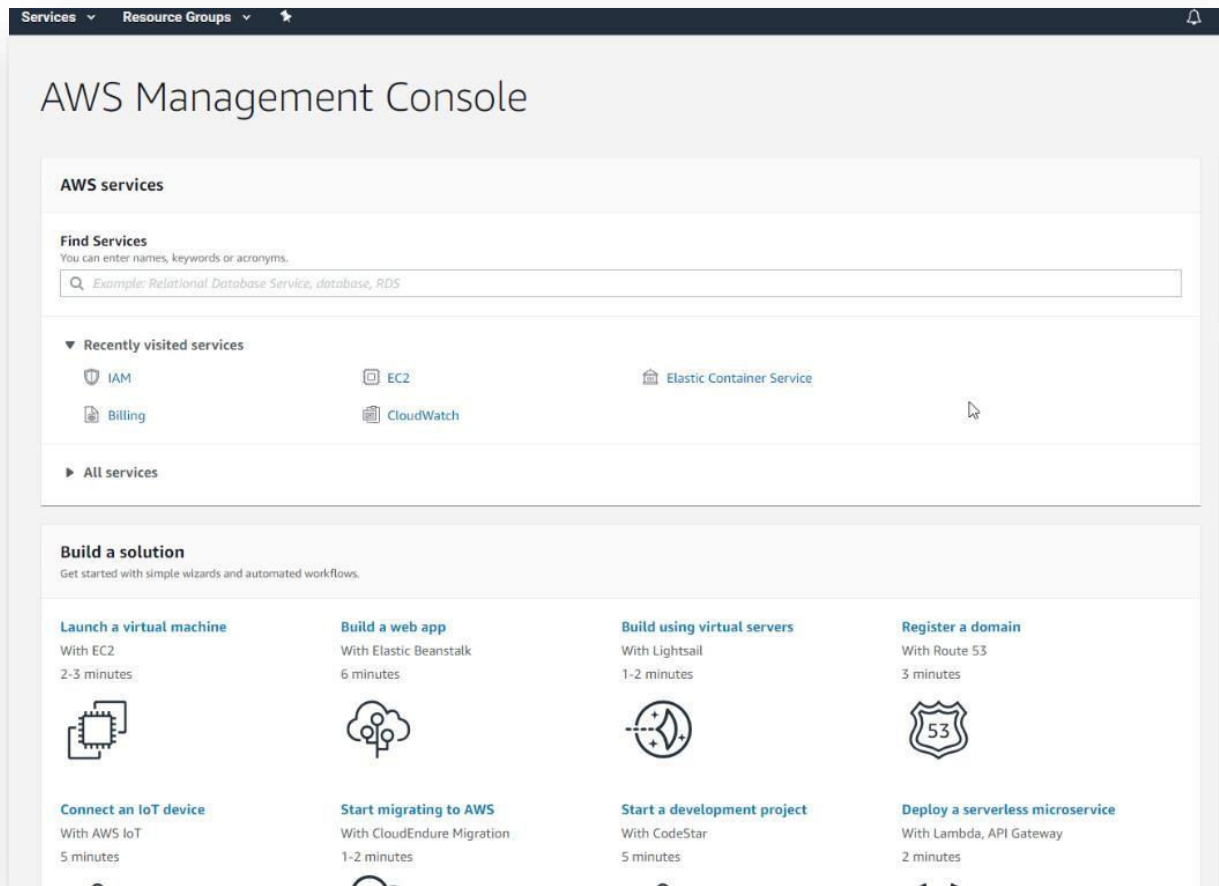 Services Resource Groups
AWS Management Console
AWS services
Find Services
You can enter names, keywords or acronyms.
Example: Relational Database Service, database, RDS
Recently visited services
IAM EC2 Elastic Container Service
Billing CloudWatch
All services
Build a solution
Get started with simple wizards and automated workflows.
Launch a virtual machine Build a web app Build using virtual servers Register a domain
With EC2 With Elastic Beanstalk With Lightsail With Route 53
2-3 minutes 6 minutes 1-2 minutes 3 minutes
53
Connect an IoT device Start migrating to AWS Start a development project Deploy a serverless microservice
With AWS IoT With CloudEndure Migration With CodeStar With Lambda, API Gateway
5 minutes 1-2 minutes 5 minutes 2 minutes